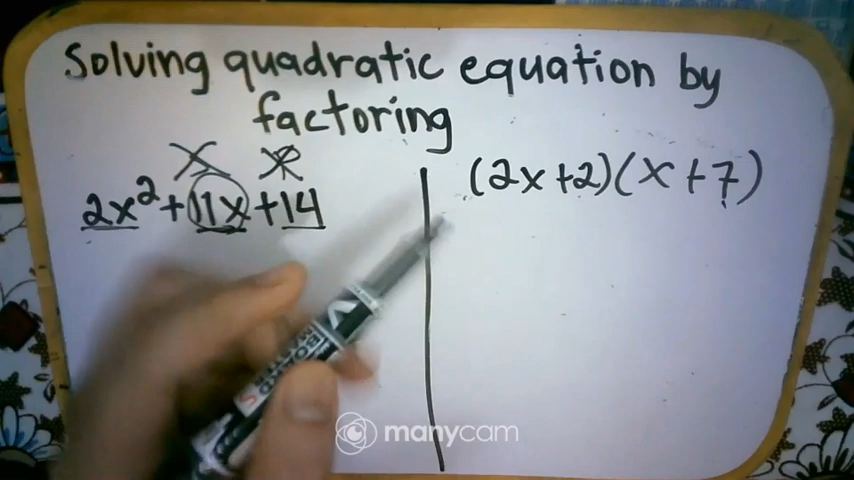 Solving quadratic equation by
factoring
2x²+11x+14
(2x+2)(x+7)
manycam